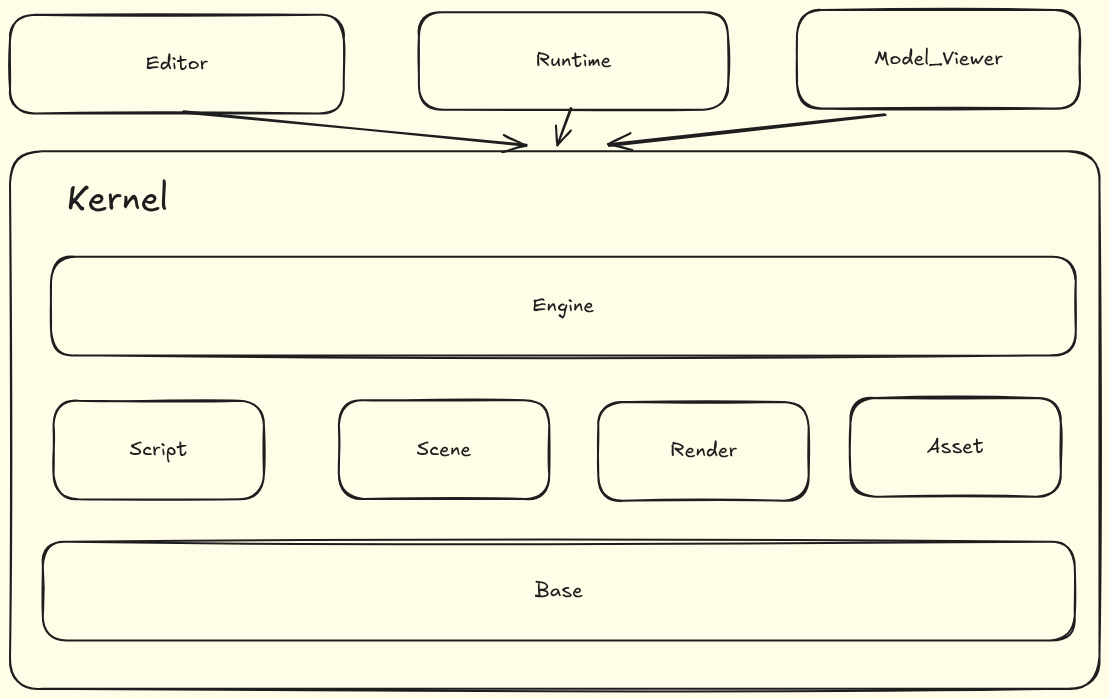 Editor
Runtime
Model_Viewer
Kernel
Engine
Script
Scene
Render
Asset
Base